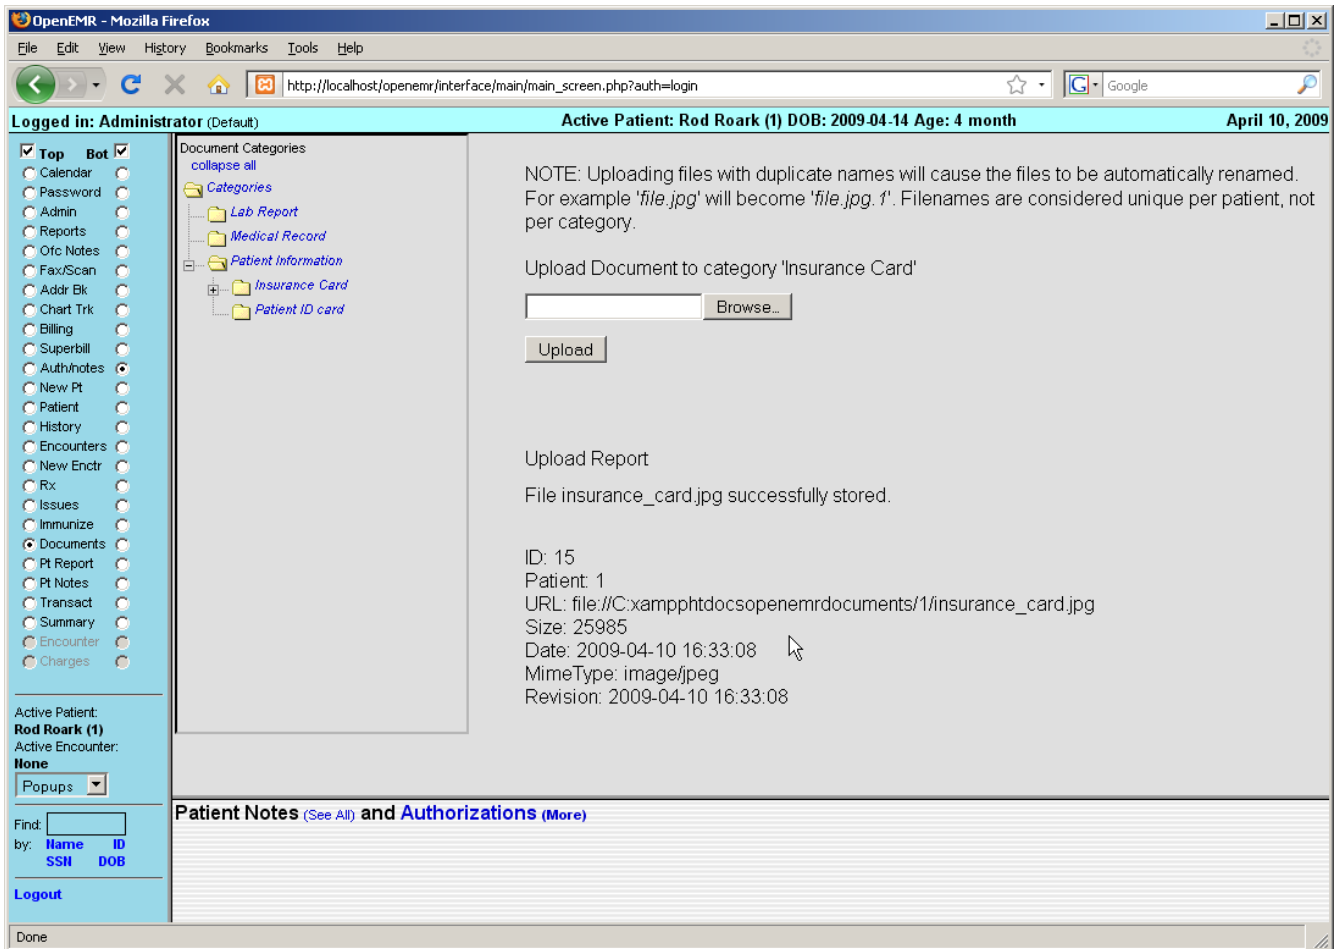 OpenEMR - Mozilla Firefox
File Edit View History Bookmarks Tools Help
http://localhost/openemr/interface/main/main_screen.php?auth=login
G Google
Logged in: Administrator (Default) Active Patient: Rod Roark (1) DOB: 2009-04-14 Age: 4 month April 10, 2009
Top Bot
Calendar
Password
Admin
Reports
Ofc Notes
Fax/Scan
Addr Bk
Chart Trk
Billing
Superbill
Auth/notes
New Pt
Patient
History
Encounters
New Enctr
Rx
Issues
Immunize
Documents
Pt Report
Pt Notes
Transact
Summary
Encounter
Charges
Active Patient:
Rod Roark (1)
Active Encounter:
None
Popups
Find:
by: Name ID
SSN DOB
Logout
Document Categories
collapse all
Categories
Lab Report
Medical Record
Patient Information
Insurance Card
Patient ID card
NOTE: Uploading files with duplicate names will cause the files to be automatically renamed.
For example 'file.jpg' will become 'file.jpg.1'. Filenames are considered unique per patient, not
per category.
Upload Document to category 'Insurance Card'
Browse...
Upload
Upload Report
File insurance_card.jpg successfully stored.
ID: 15
Patient: 1
URL: file://C:xampphtdocsopenemrdocuments/1/insurance_card.jpg
Size: 25985
Date: 2009-04-10 16:33:08
MimeType: image/jpeg
Revision: 2009-04-10 16:33:08
Patient Notes (See All) and Authorizations (More)
Done